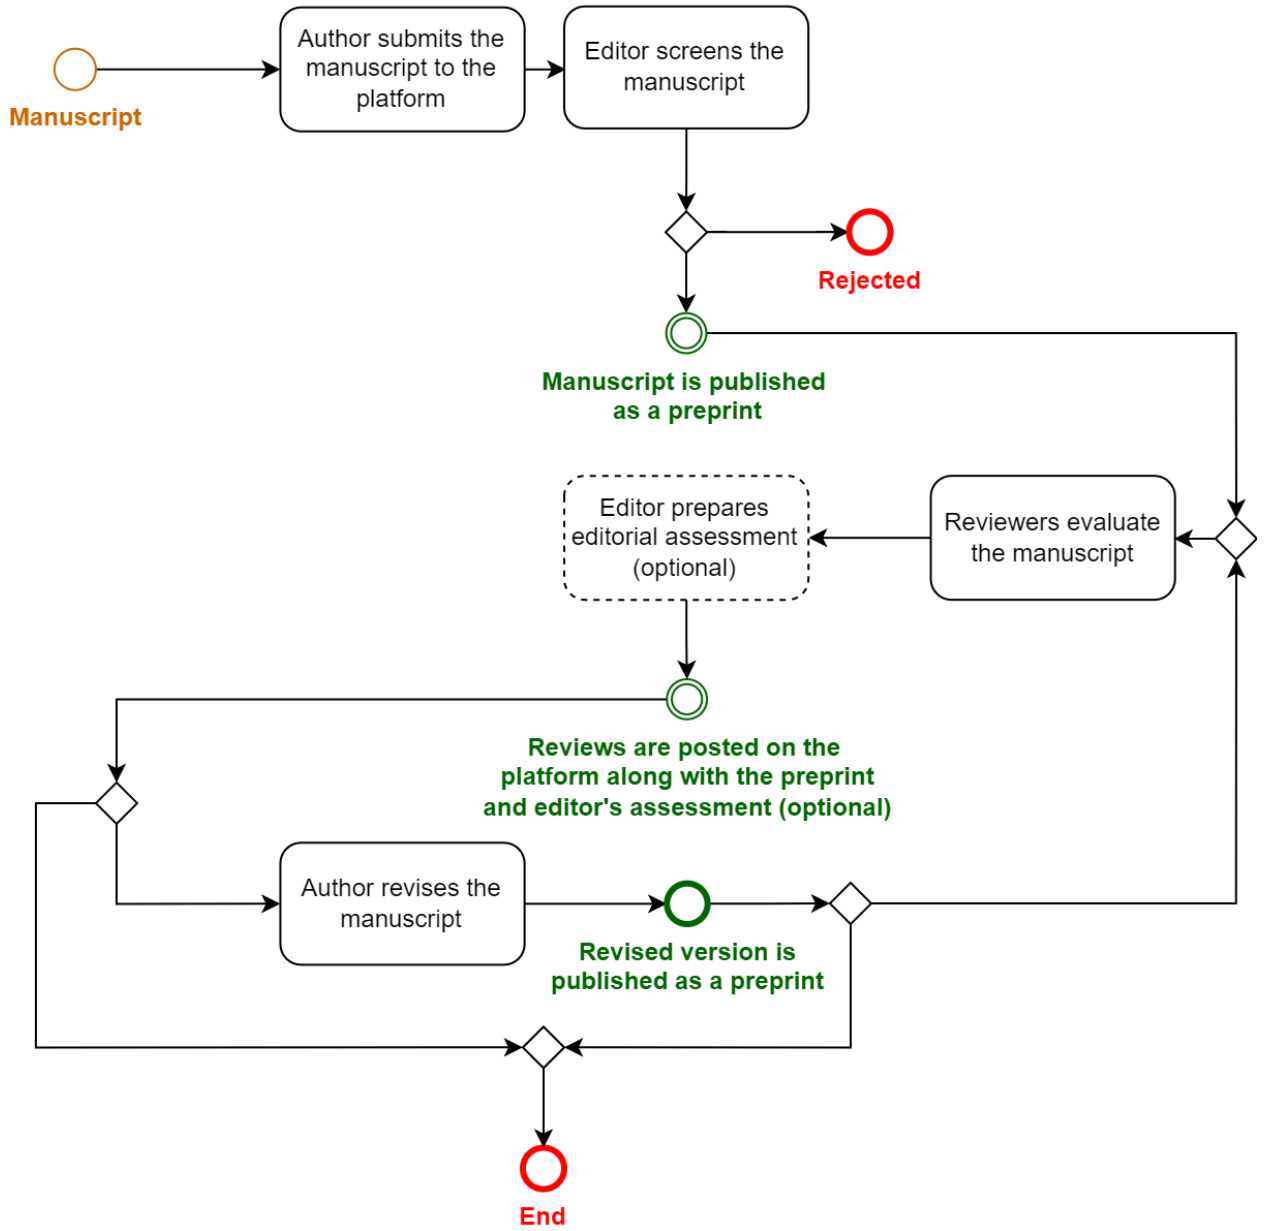 Author submits the
manuscript to the
platform
Editor screens the
manuscript
Manuscript
Rejected
Manuscript is published
as a preprint
Editor prepares
editorial assessment
(optional)
Reviewers evaluate
the manuscript
Reviews are posted on the
platform along with the preprint
and editor's assessment (optional)
Author revises the
manuscript
Revised version is
published as a preprint
End